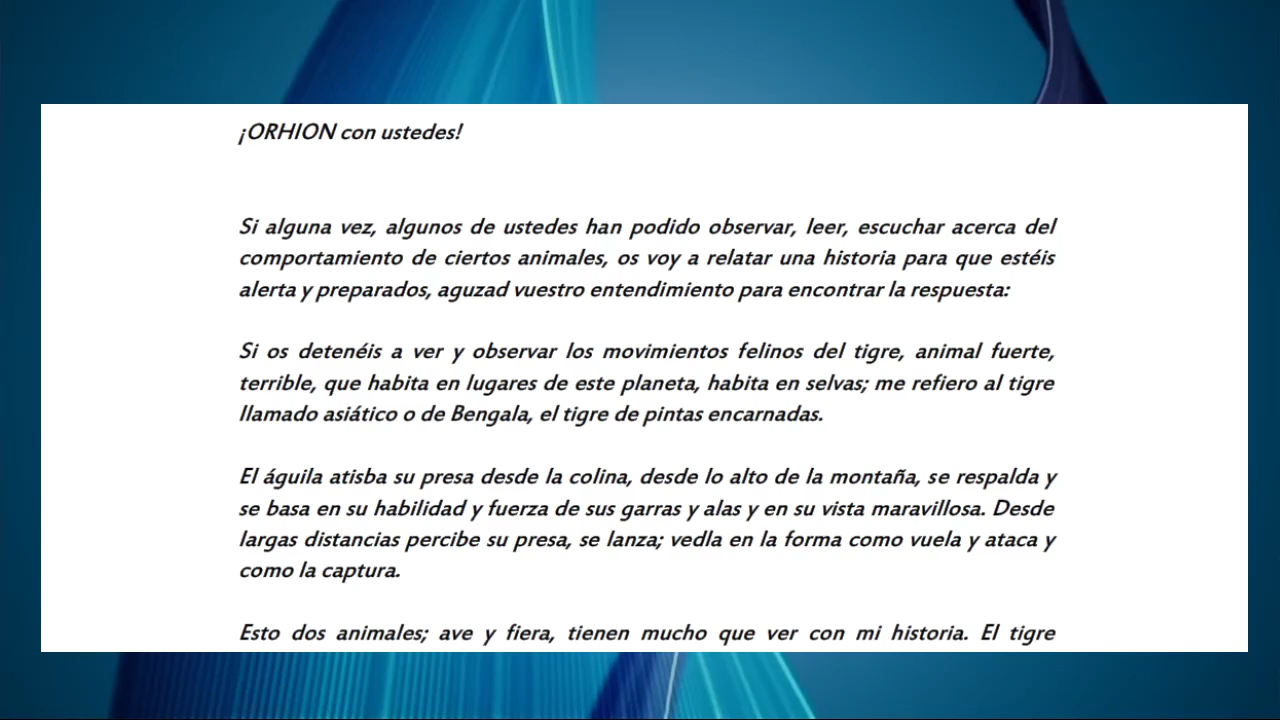 ¡ORHION con ustedes!
Si alguna vez, algunos de ustedes han podido observar, leer, escuchar acerca del
comportamiento de ciertos animales, os voy a relatar una historia para que estéis
alerta y preparados, aguzad vuestro entendimiento para encontrar la respuesta:
Si os detenéis a ver y observar los movimientos felinos del tigre, animal fuerte,
terrible, que habita en lugares de este planeta, habita en selvas; me refiero al tigre
llamado asiático o de Bengala, el tigre de pintas encarnadas.
El águila atisba su presa desde la colina, desde lo alto de la montaña, se respalda y
se basa en su habilidad y fuerza de sus garras y alas y en su vista maravillosa. Desde
largas distancias percibe su presa, se lanza; vedla en la forma como vuela y ataca y
como la captura.
Esto dos animales; ave y fiera, tienen mucho que ver con mi historia. El tigre